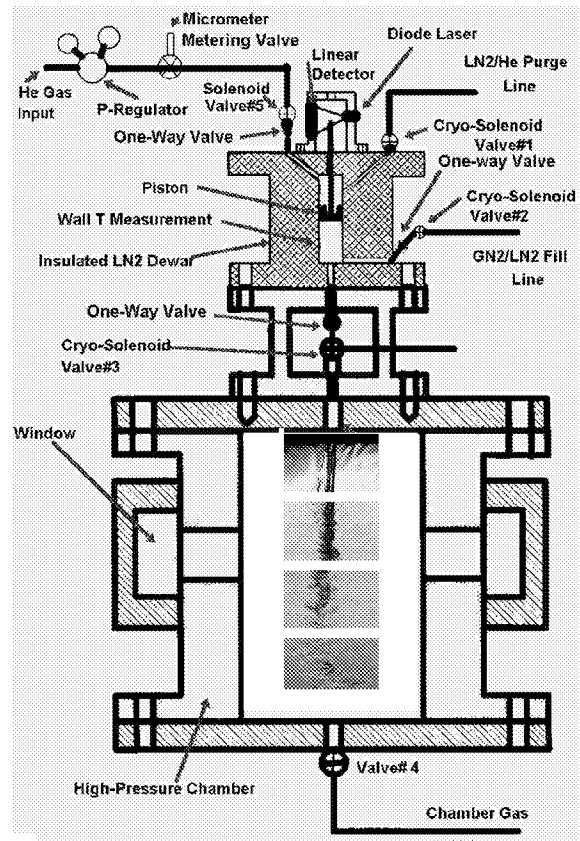 Micrometer
Metering Valve
Diode Laser
Linear
Detector
He Gas
Input
P-Regulator
Solenoid
Valve#5
One-Way Valve
LN2/He Purge
Line
Cryo-Solenoid
Valve#1
One-way Valve
Piston
Cryo-Solenoid
Valve#2
Wall T Measurement
Insulated LN2 Dewar
GN2/LN2 Fill
Line
One-Way Valve
Cryo-Solenoid
Valve#3
Window
High-Pressure Chamber
Valve# 4
Chamber Gas